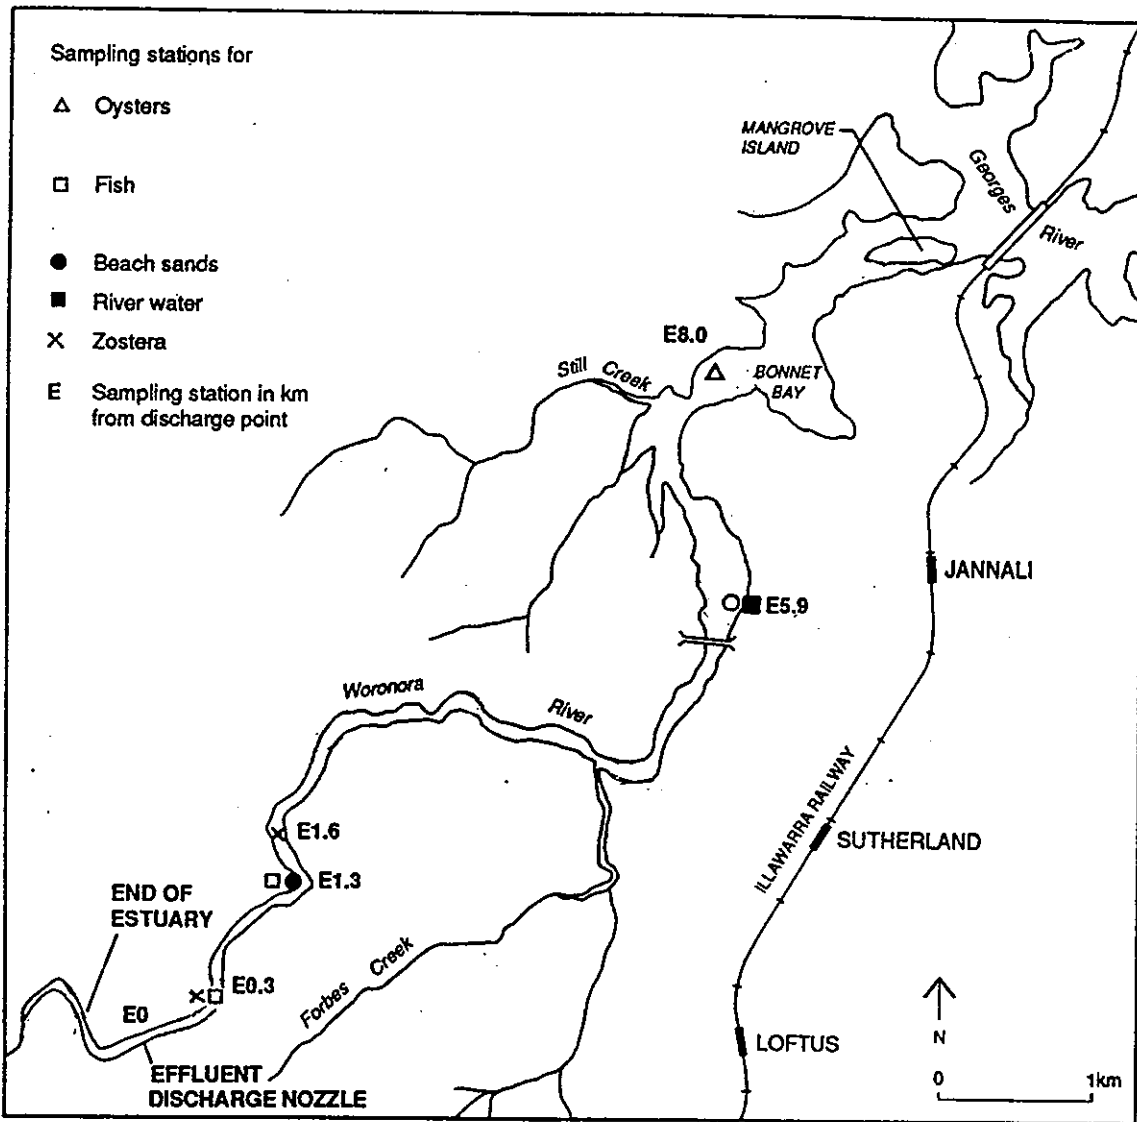 Sampling stations for
Oysters
Fish
Beach sands
River water
Zostera
E Sampling station in km
from discharge point
MANGROVE
ISLAND
Georges
River
E8.0
Still Creek
BONNET
BAY
JANNALI
E5.9
Woronora
River
ILLAWARRA RAILWAY
E1.6
SUTHERLAND
E1.3
END OF
ESTUARY
Forbes Creek
E0.3
E0
N
LOFTUS
EFFLUENT
DISCHARGE NOZZLE
0 1km